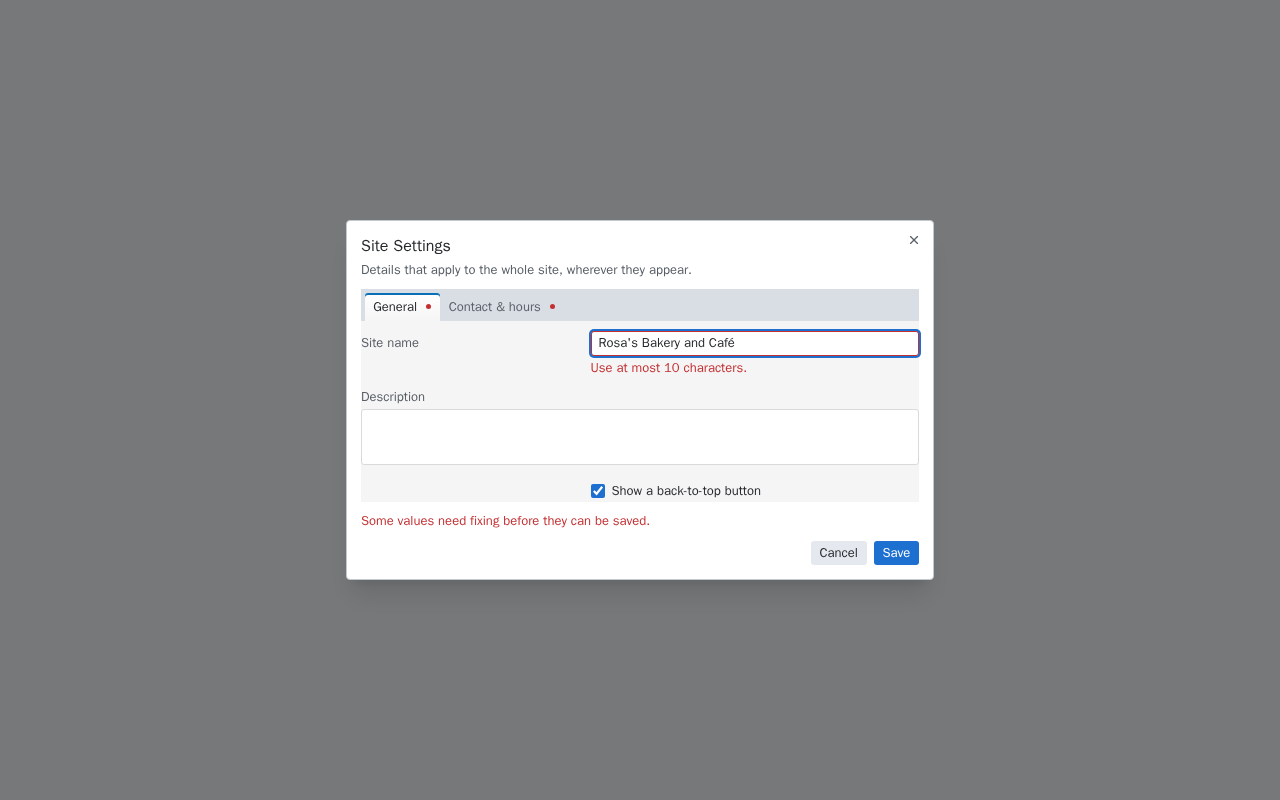 Site Settings
Details that apply to the whole site, wherever they appear.
General
Contact & hours
Site name
Rosa's Bakery and Café
Use at most 10 characters.
Description
Show a back-to-top button
Some values need fixing before they can be saved.
Cancel
Save